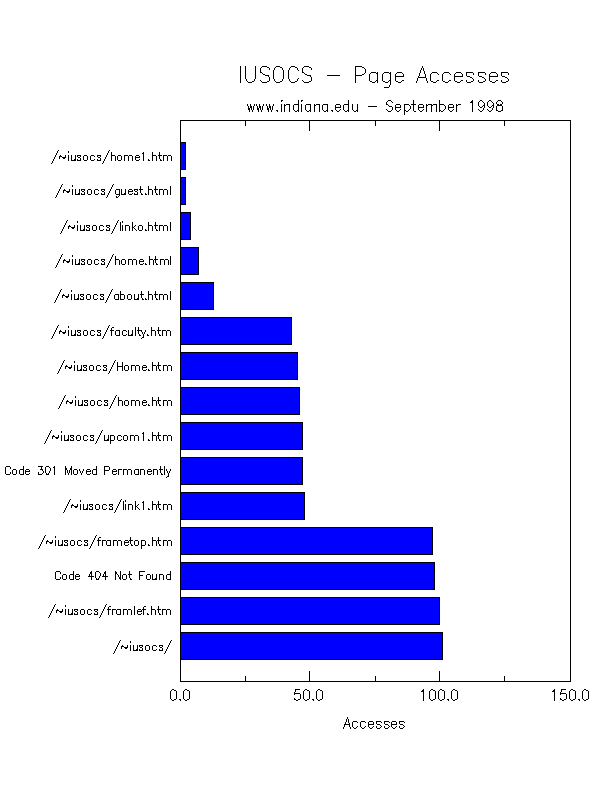 IUSOCS – Page Accesses
www.indiana.edu – September 1998
/~iusocs/home1.htm
/~iusocs/guest.html
/~iusocs/linko.html
/~iusocs/home.html
/~iusocs/about.html
/~iusocs/faculty.htm
/~iusocs/Home.htm
/~iusocs/home.htm
/~iusocs/upcom1.htm
Code 301 Moved Permanently
/~iusocs/link1.htm
/~iusocs/frametop.htm
Code 404 Not Found
/~iusocs/framlef.htm
/~iusocs/
0.0 50.0 100.0 150.0
Accesses